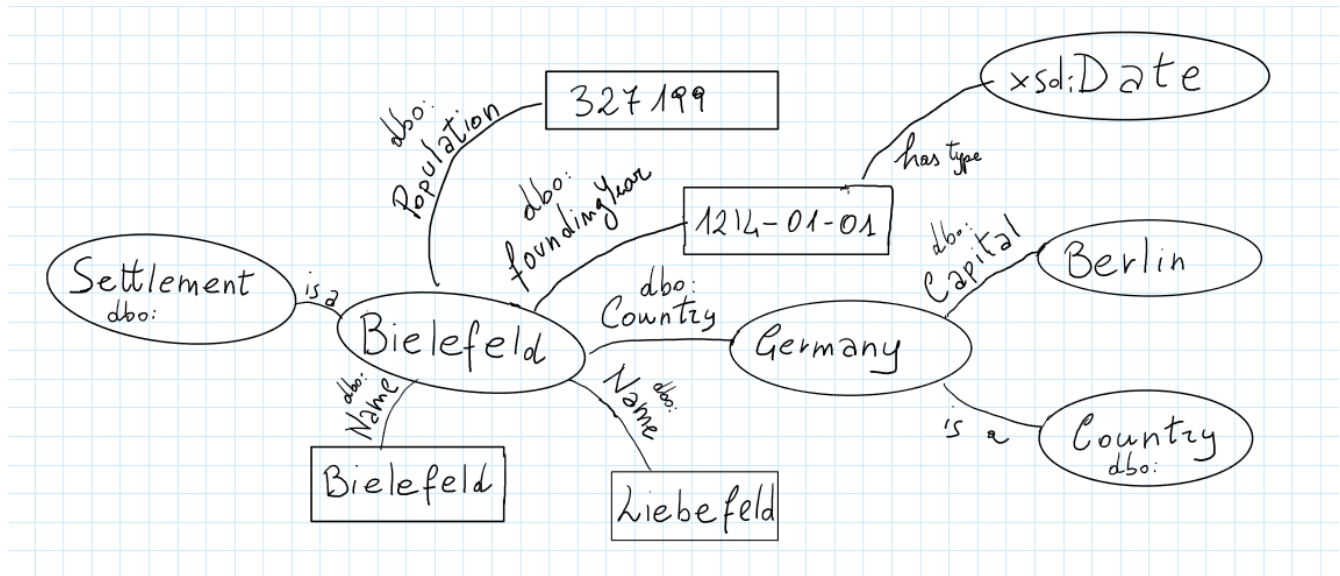 xsd:Date
327199
dbo:
Population
has type
dbo:
foundingYear
1214-01-01
dbo:
Capital
Berlin
Settlement
dbo:
is a
Bielefeld
dbo:
Country
Germany
dbo:
Name
dbo:
Name
is a
Country
dbo:
Bielefeld
Liebefeld